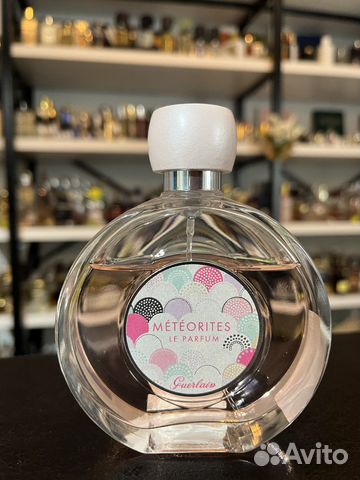 MÉTÉORITES
LE PARFUM
Guerlain
Avito